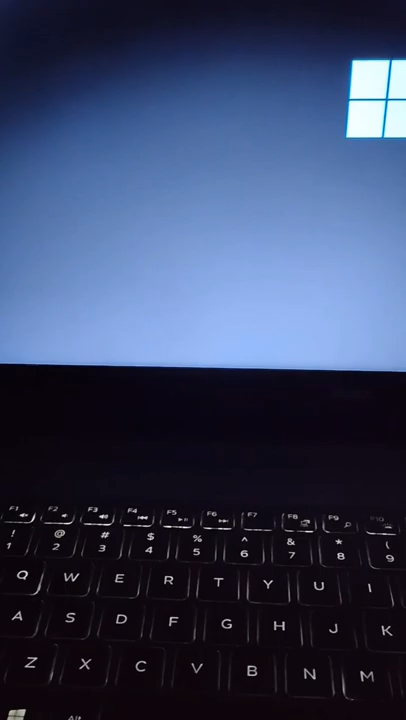 F1 F2 F3 F4 F5 F6 F7 F8 F9 F10
! @ # $ % ^ & * (
1 2 3 4 5 6 7 8 9
Q W E R T Y U I
A S D F G H J K
Z X C V B N M
Alt